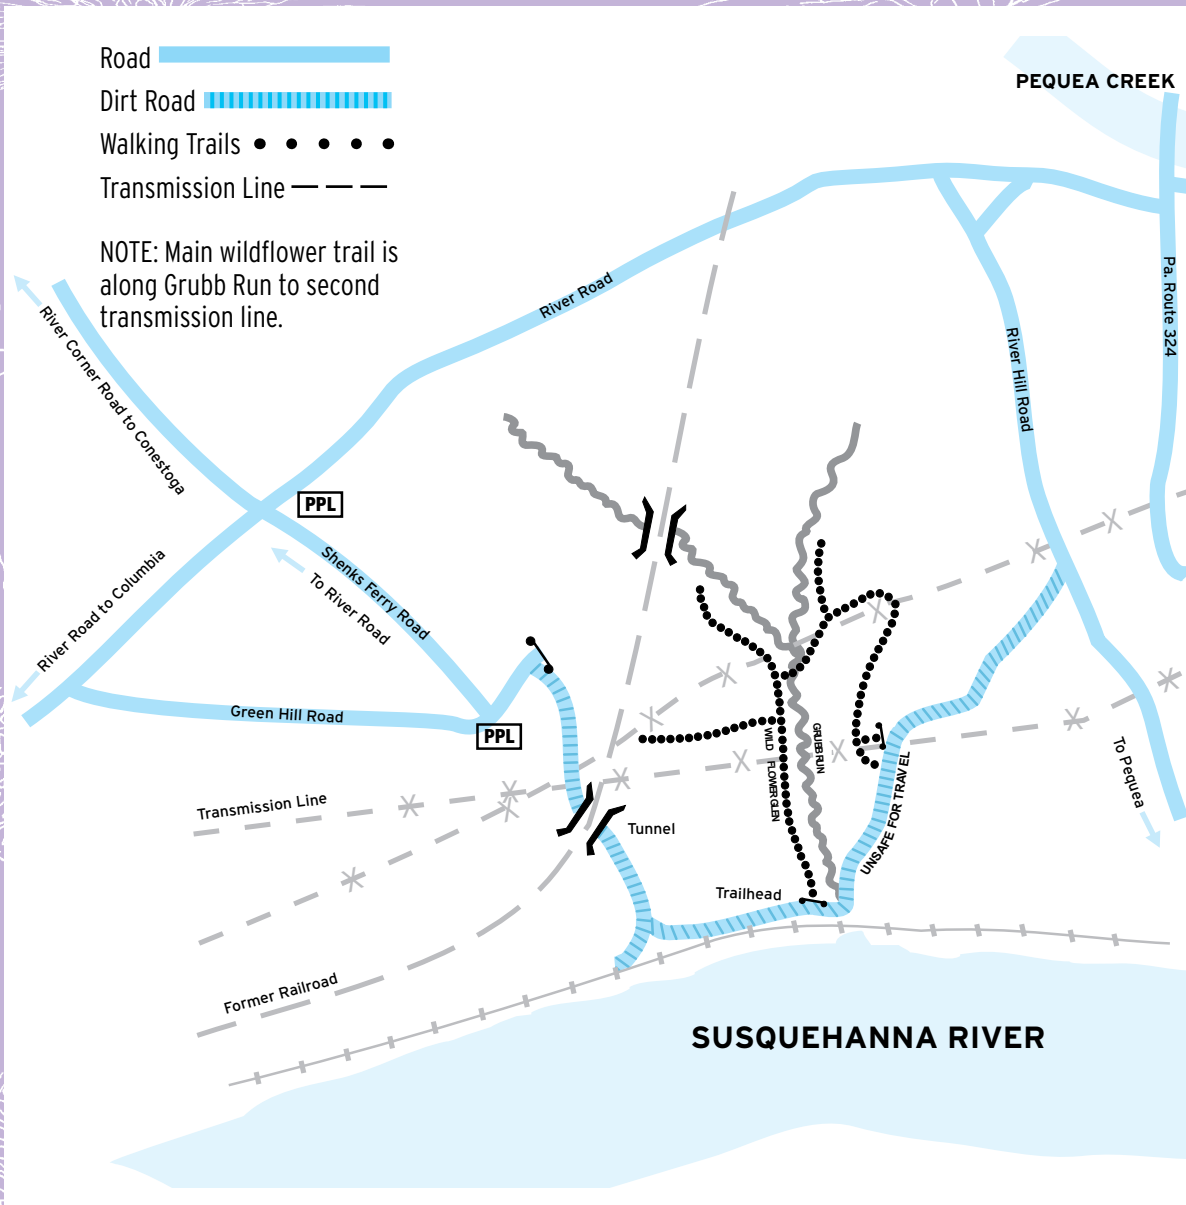 Road
Dirt Road
Walking Trails
Transmission Line
NOTE: Main wildflower trail is
along Grubb Run to second
transmission line.
PEQUEA CREEK
River Road
Pa. Route 324
River Hill Road
River Corner Road to Conestoga
PPL
Shenks Ferry Road
To River Road
River Road to Columbia
Green Hill Road
PPL
WILD FLOWER GLEN
GRUBB RUN
UNSAFE FOR TRAVEL
To Pequea
Transmission Line
Tunnel
Trailhead
Former Railroad
SUSQUEHANNA RIVER